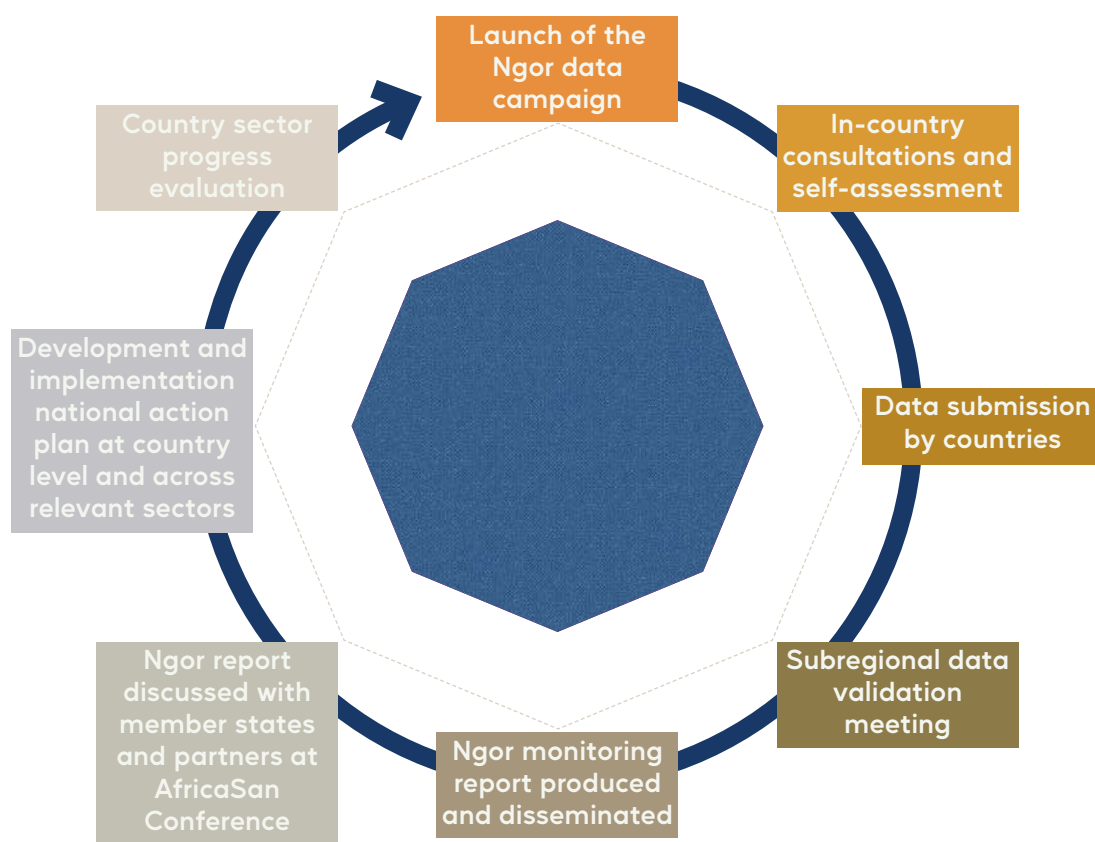 Launch of the
Ngor data
campaign
In-country
consultations and
self-assessment
Data submission
by countries
Subregional data
validation
meeting
Ngor monitoring
report produced
and disseminated
Ngor report
discussed with
member states
and partners at
AfricaSan
Conference
Development and
implementation
national action
plan at country
level and across
relevant sectors
Country sector
progress
evaluation